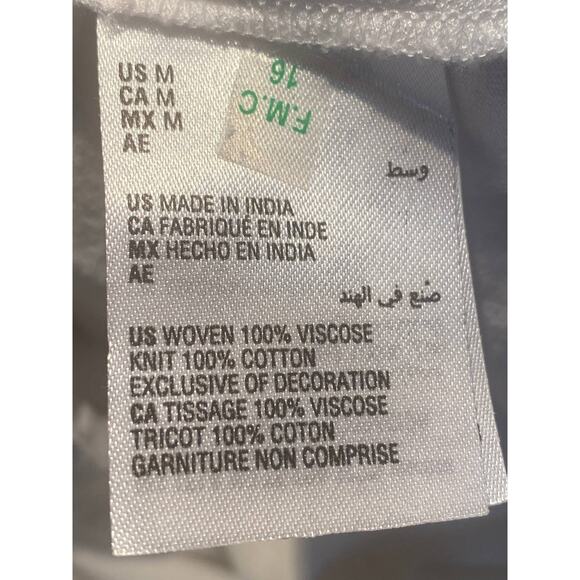 US M
CA M
MX M
AE
وسط
F.M.C
16
US MADE IN INDIA
CA FABRIQUÉ EN INDE
MX HECHO EN INDIA
AE
صُنع في الهند
US WOVEN 100% VISCOSE
KNIT 100% COTTON
EXCLUSIVE OF DECORATION
CA TISSAGE 100% VISCOSE
TRICOT 100% COTON
GARNITURE NON COMPRISE